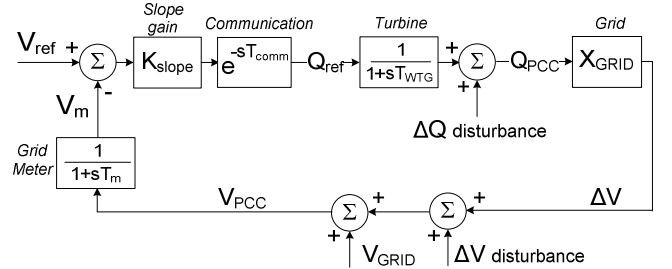 Slope
gain
Communication
Turbine
Grid
V_ref
+
Σ
-
K_slope
e^-sT_comm
Q_ref
1
1+sT_WTG
+
Σ
+
Q_PCC
X_GRID
V_m
ΔQ disturbance
Grid
Meter
1
1+sT_m
V_PCC
+
Σ
+
+
Σ
+
ΔV
+
V_GRID
+
ΔV disturbance